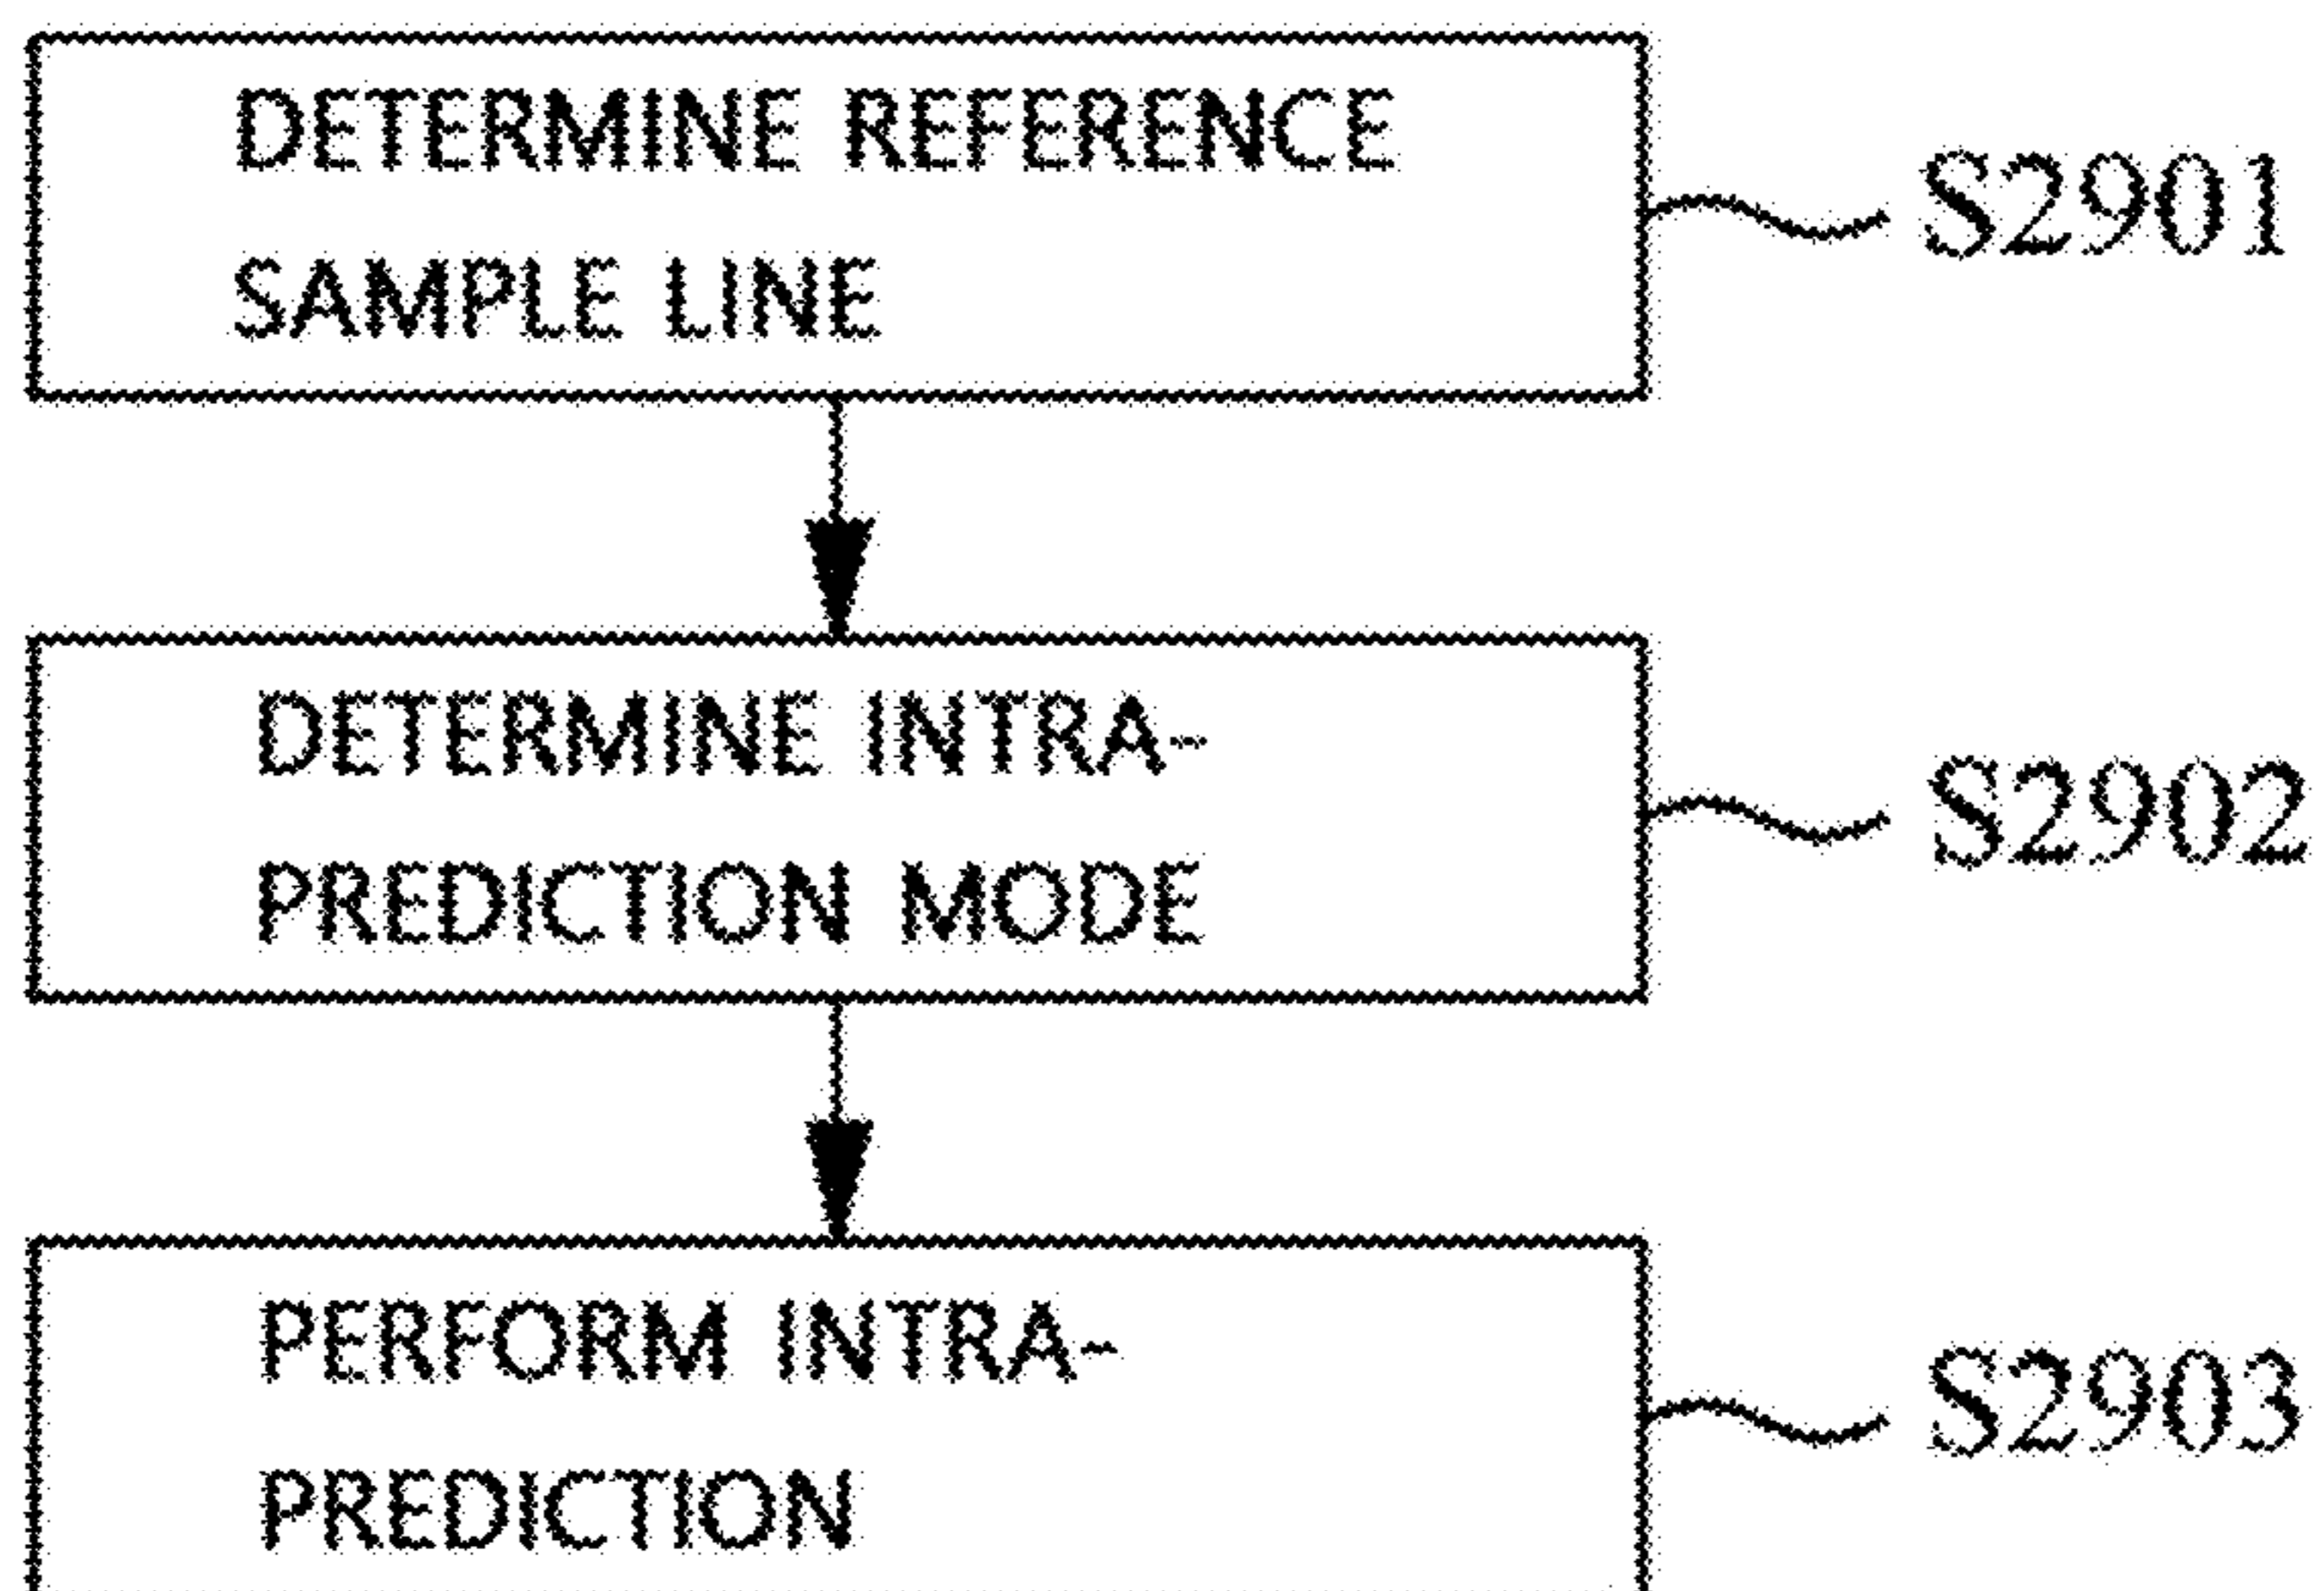 DETERMINE REFERENCE
SAMPLE LINE
S2901
DETERMINE INTRA-
PREDICTION MODE
S2902
PERFORM INTRA-
PREDICTION
S2903